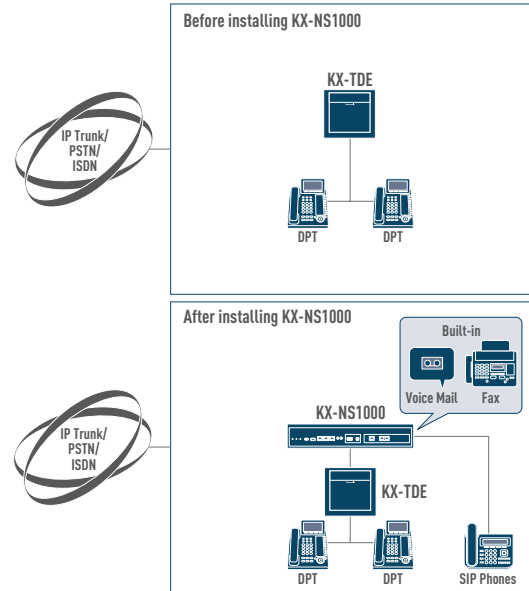 Before installing KX-NS1000
KX-TDE
IP Trunk/
PSTN/
ISDN
DPT
DPT
After installing KX-NS1000
Built-in
Voice Mail
Fax
KX-NS1000
IP Trunk/
PSTN/
ISDN
KX-TDE
DPT
DPT
SIP Phones